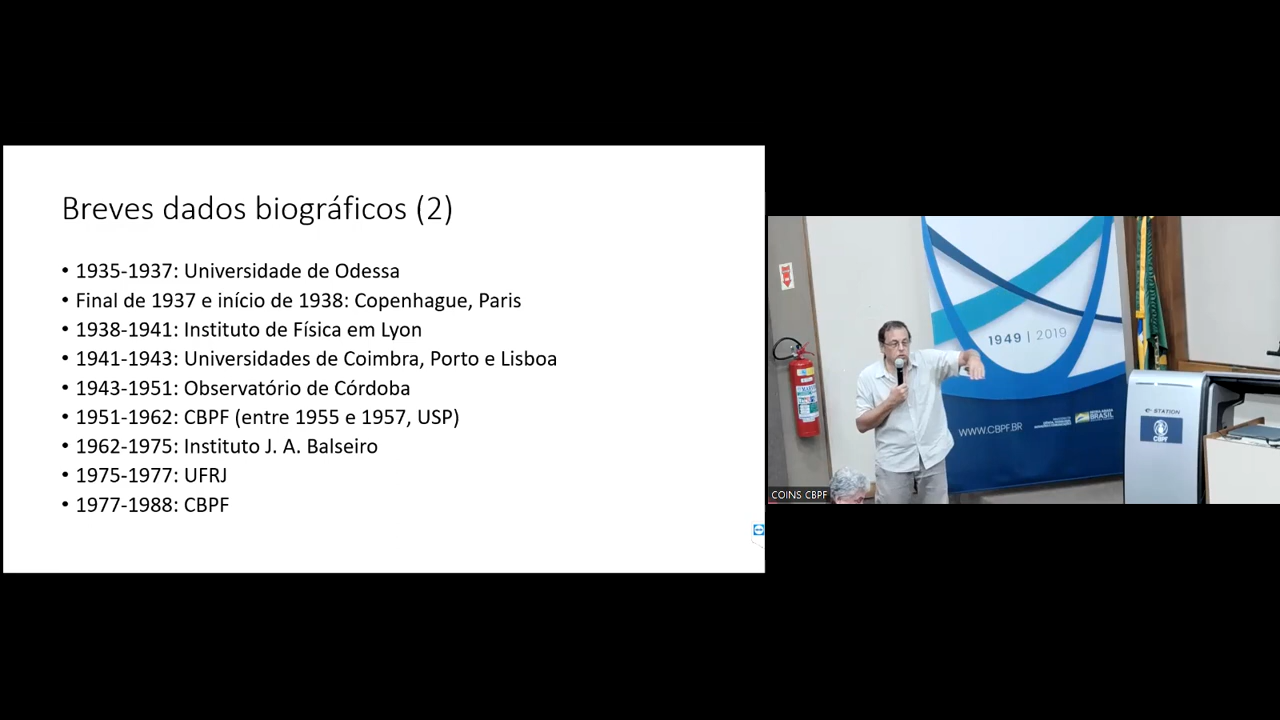 Breves dados biográficos (2)
• 1935-1937: Universidade de Odessa
• Final de 1937 e início de 1938: Copenhague, Paris
• 1938-1941: Instituto de Física em Lyon
• 1941-1943: Universidades de Coimbra, Porto e Lisboa
• 1943-1951: Observatório de Córdoba
• 1951-1962: CBPF (entre 1955 e 1957, USP)
• 1962-1975: Instituto J. A. Balseiro
• 1975-1977: UFRJ
• 1977-1988: CBPF
1949 | 2019
WWW.CBPF.BR
BRASIL
e-STATION
CBPF
COINS CBPF